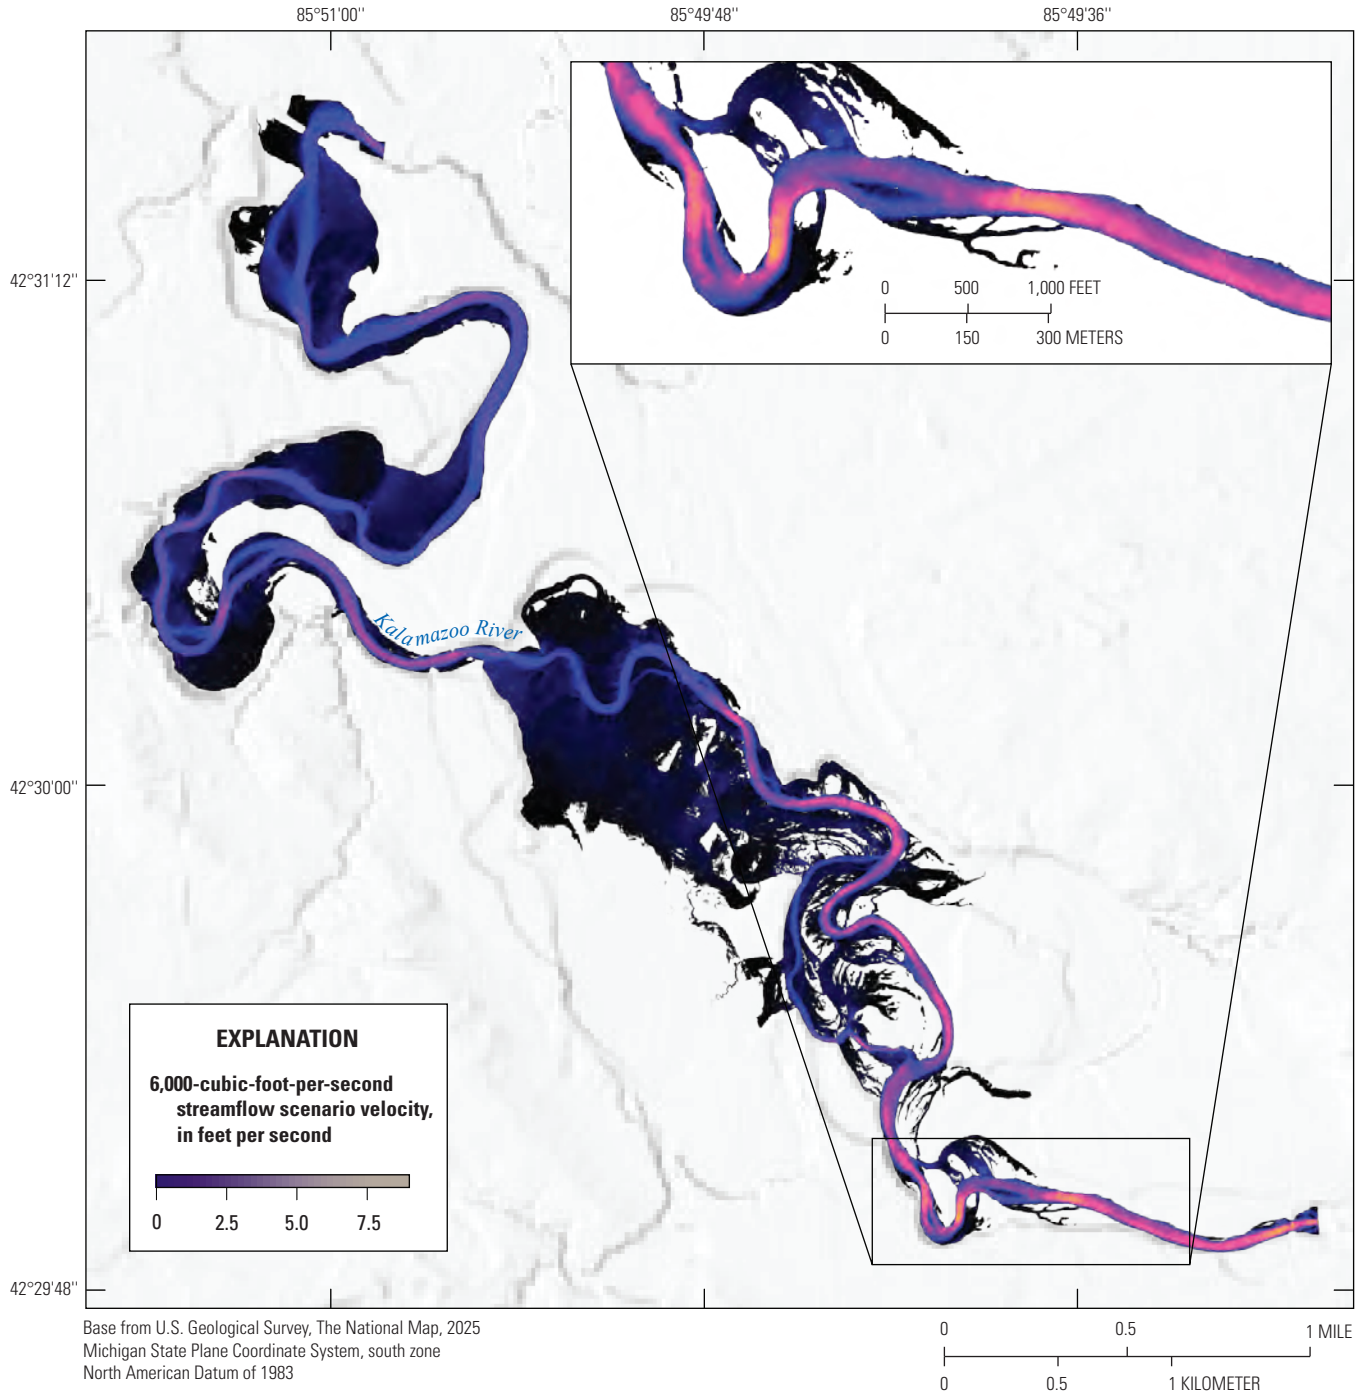 85°51'00"
85°49'48"
85°49'36"
42°31'12"
42°30'00"
42°29'48"
0 500 1,000 FEET
0 150 300 METERS
Kalamazoo River
EXPLANATION
6,000-cubic-foot-per-second
streamflow scenario velocity,
in feet per second
0 2.5 5.0 7.5
Base from U.S. Geological Survey, The National Map, 2025
Michigan State Plane Coordinate System, south zone
North American Datum of 1983
0 0.5 1 MILE
0 0.5 1 KILOMETER